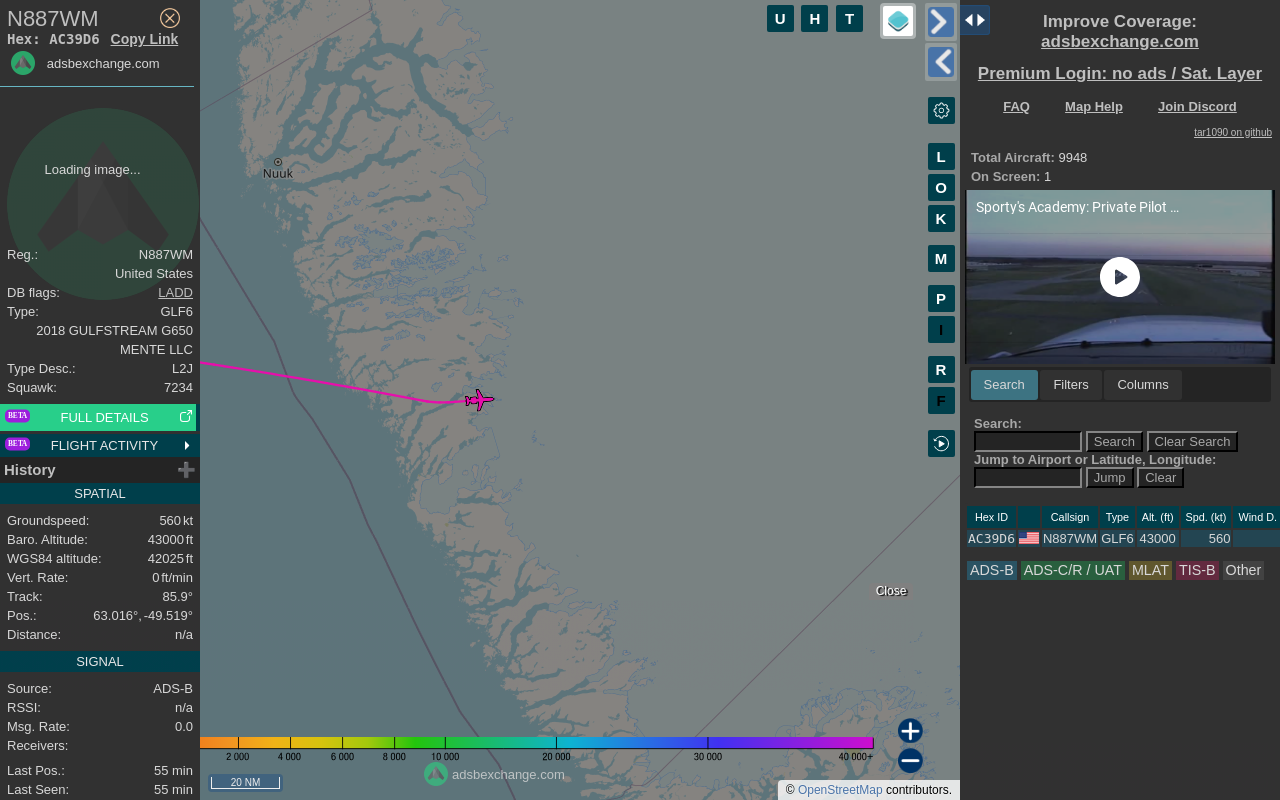 N887WM
Hex: AC39D6 Copy Link
adsbexchange.com
Loading image...
Reg.: N887WM
United States
DB flags: LADD
Type: GLF6
2018 GULFSTREAM G650
MENTE LLC
Type Desc.: L2J
Squawk: 7234
BETA FULL DETAILS
BETA FLIGHT ACTIVITY
History
SPATIAL
Groundspeed: 560 kt
Baro. Altitude: 43000 ft
WGS84 altitude: 42025 ft
Vert. Rate: 0 ft/min
Track: 85.9°
Pos.: 63.016°, -49.519°
Distance: n/a
SIGNAL
Source: ADS-B
RSSI: n/a
Msg. Rate: 0.0
Receivers:
Last Pos.: 55 min
Last Seen: 55 min
Nuuk
U H T
L
O
K
M
P
I
R
F
Close
2 000 4 000 6 000 8 000 10 000 20 000 30 000 40 000+
20 NM
adsbexchange.com
© OpenStreetMap contributors.
Improve Coverage:
adsbexchange.com
Premium Login: no ads / Sat. Layer
FAQ Map Help Join Discord
tar1090 on github
Total Aircraft: 9948
On Screen: 1
Sporty's Academy: Private Pilot ...
Search Filters Columns
Search:
Search Clear Search
Jump to Airport or Latitude, Longitude:
Jump Clear
Hex ID Callsign Type Alt. (ft) Spd. (kt) Wind D.
AC39D6 N887WM GLF6 43000 560
ADS-B ADS-C/R / UAT MLAT TIS-B Other